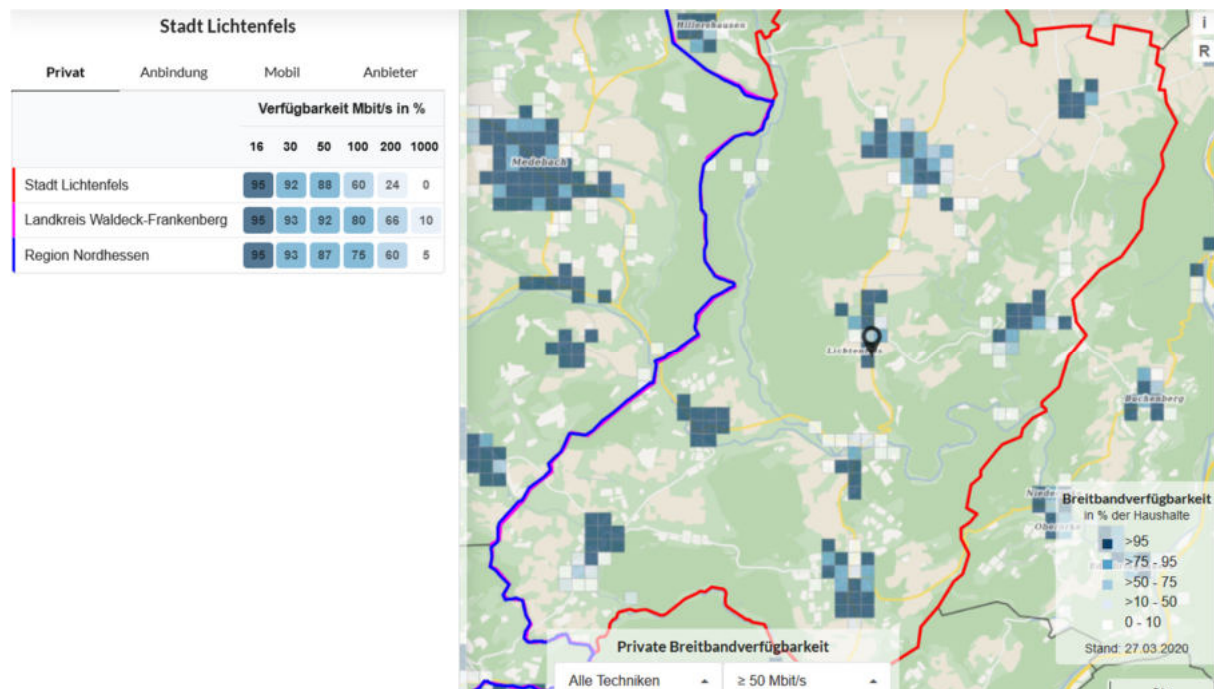 Stadt Lichtenfels
Privat Anbindung Mobil Anbieter
Verfügbarkeit Mbit/s in %
16 30 50 100 200 1000
Stadt Lichtenfels 95 92 88 60 24 0
Landkreis Waldeck-Frankenberg 95 93 92 80 66 10
Region Nordhessen 95 93 87 75 60 5
Hillershausen
i
R
Medebach
Buchenberg
Breitbandverfügbarkeit
in % der Haushalte
>95
>75 - 95
>50 - 75
>10 - 50
0 - 10
Stand: 27.03.2020
Private Breitbandverfügbarkeit
Alle Techniken ≥ 50 Mbit/s